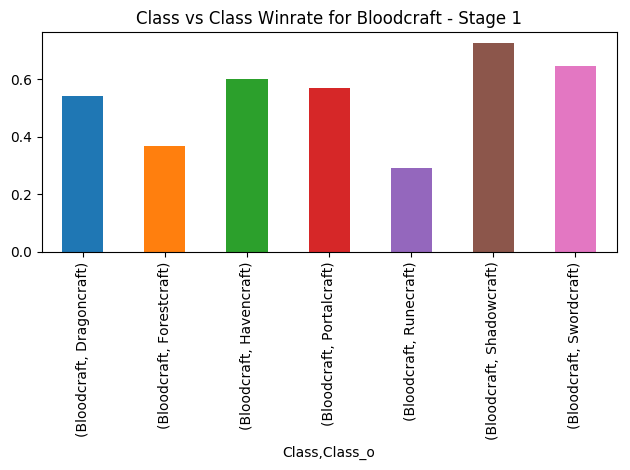 Class vs Class Winrate for Bloodcraft - Stage 1
0.6
0.4
0.2
0.0
(Bloodcraft, Dragoncraft)
(Bloodcraft, Forestcraft)
(Bloodcraft, Havencraft)
(Bloodcraft, Portalcraft)
(Bloodcraft, Runecraft)
(Bloodcraft, Shadowcraft)
(Bloodcraft, Swordcraft)
Class,Class_o